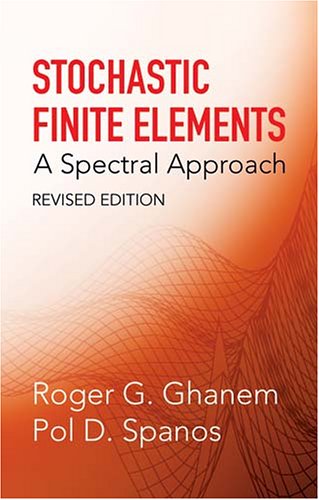 STOCHASTIC
FINITE ELEMENTS
A Spectral Approach
REVISED EDITION
Roger G. Ghanem
Pol D. Spanos